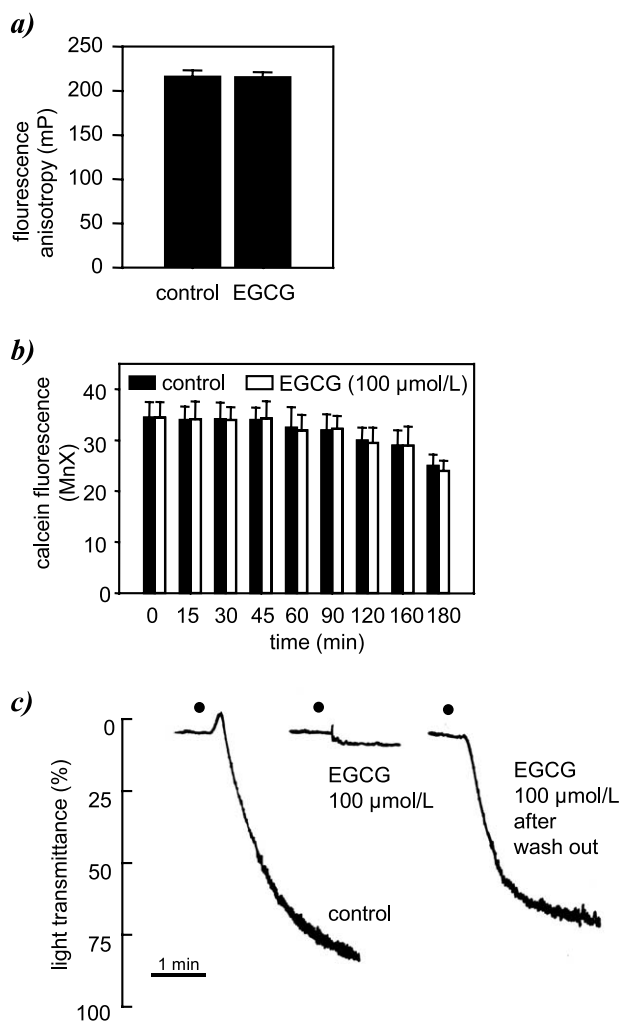 a)
flourescence
anisotropy (mP)
250
200
150
100
50
0
control EGCG
b)
calcein fluorescence
(MnX)
control EGCG (100 µmol/L)
40
30
20
10
0
0 15 30 45 60 90 120 160 180
time (min)
c)
light transmittance (%)
0
25
50
75
100
EGCG
100 µmol/L
EGCG
100 µmol/L
after
wash out
control
1 min